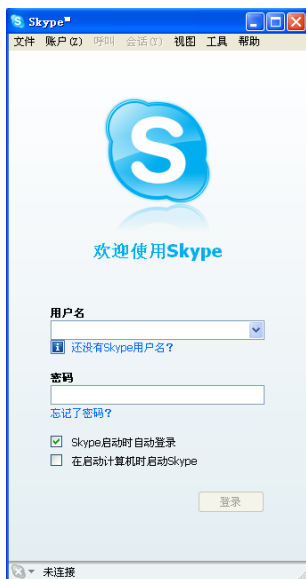 Skype™
文件 账户(Z) 呼叫 会话(Y) 视图 工具 帮助
欢迎使用Skype
用户名
还没有Skype用户名?
密码
忘记了密码?
Skype启动时自动登录
在启动计算机时启动Skype
登录
未连接